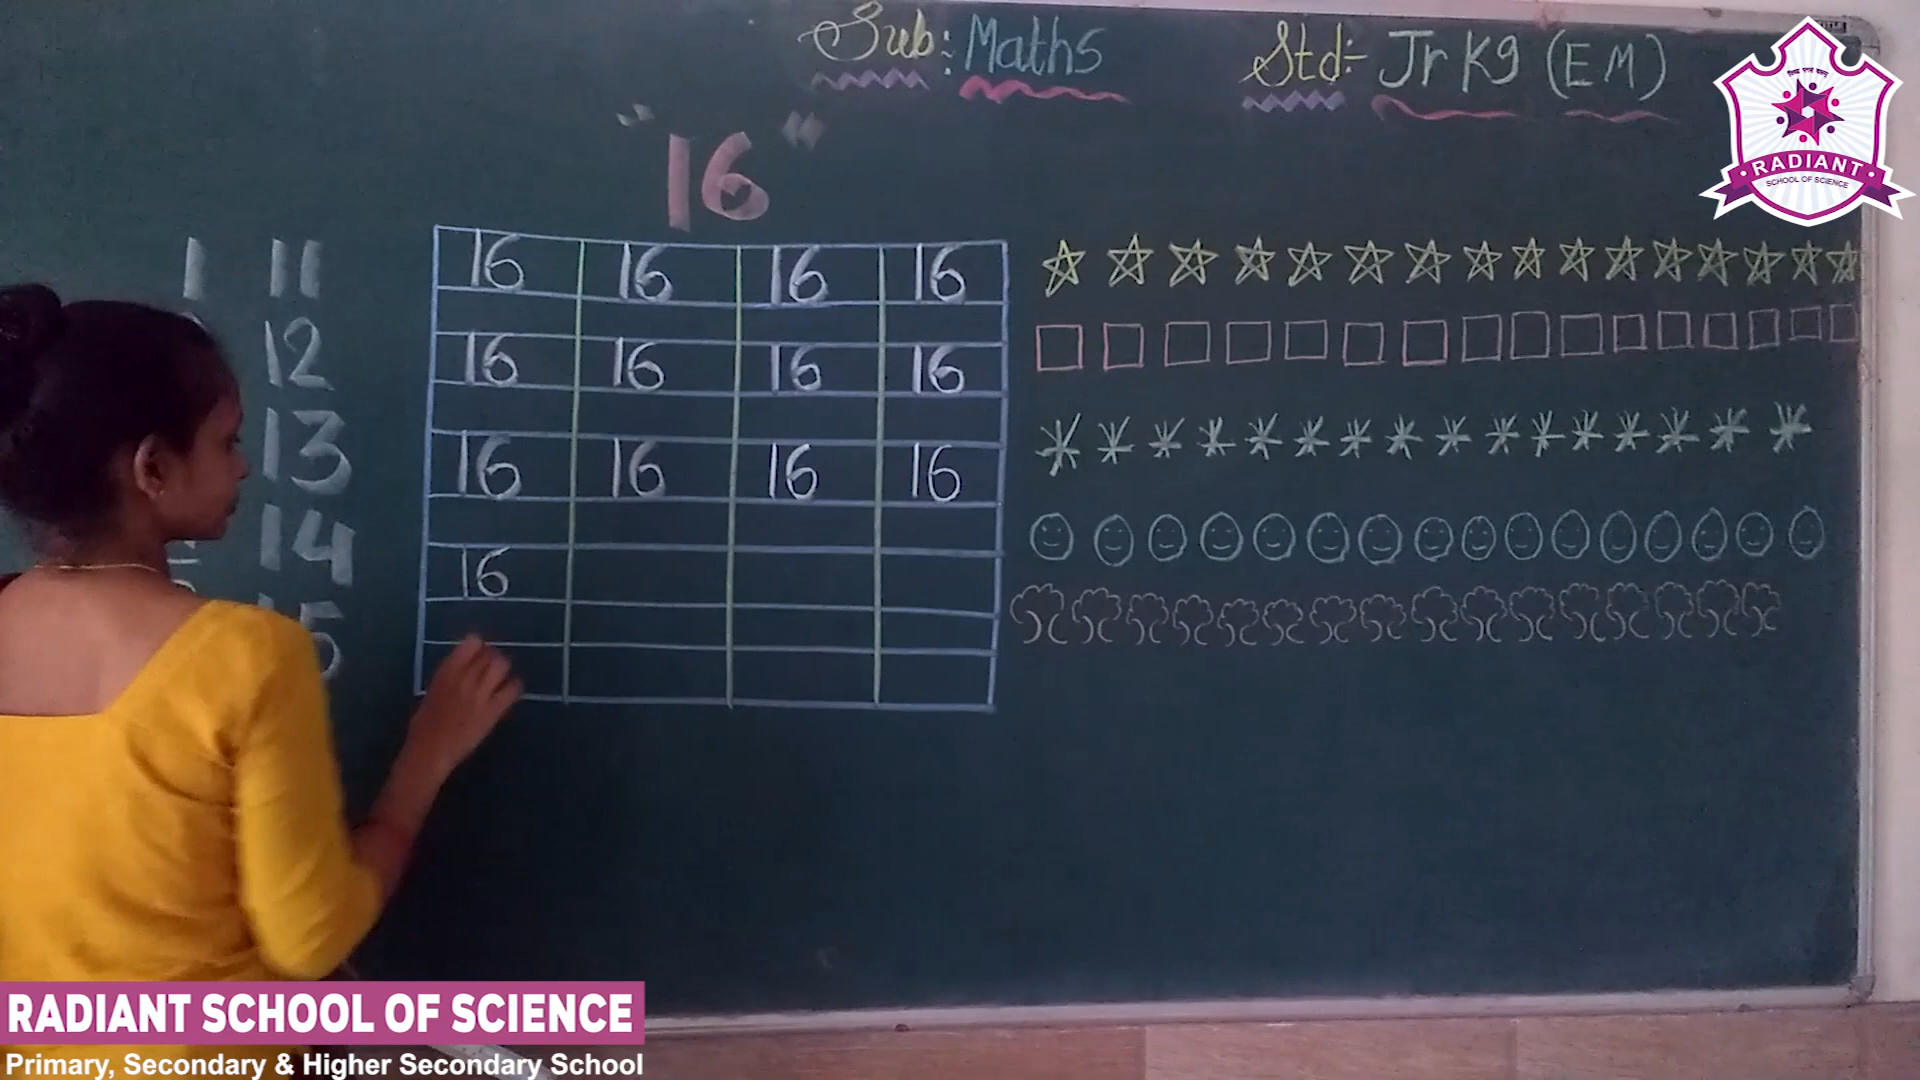 Sub:- Maths Std:- Jr Kg (EM)
"16"
RADIANT
SCHOOL OF SCIENCE
1 11
12
13
14
15
16 16 16 16
16 16 16 16
16 16 16 16
16
RADIANT SCHOOL OF SCIENCE
Primary, Secondary & Higher Secondary School